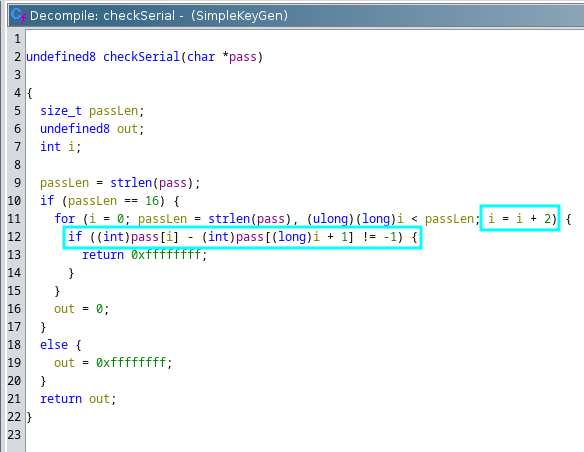 Decompile: checkSerial - (SimpleKeyGen)
1
2 undefined8 checkSerial(char *pass)
3
4 {
5   size_t passLen;
6   undefined8 out;
7   int i;
8
9   passLen = strlen(pass);
10   if (passLen == 16) {
11     for (i = 0; passLen = strlen(pass), (ulong)(long)i < passLen; i = i + 2) {
12       if ((int)pass[i] - (int)pass[(long)i + 1] != -1) {
13         return 0xffffffff;
14       }
15     }
16     out = 0;
17   }
18   else {
19     out = 0xffffffff;
20   }
21   return out;
22 }
23